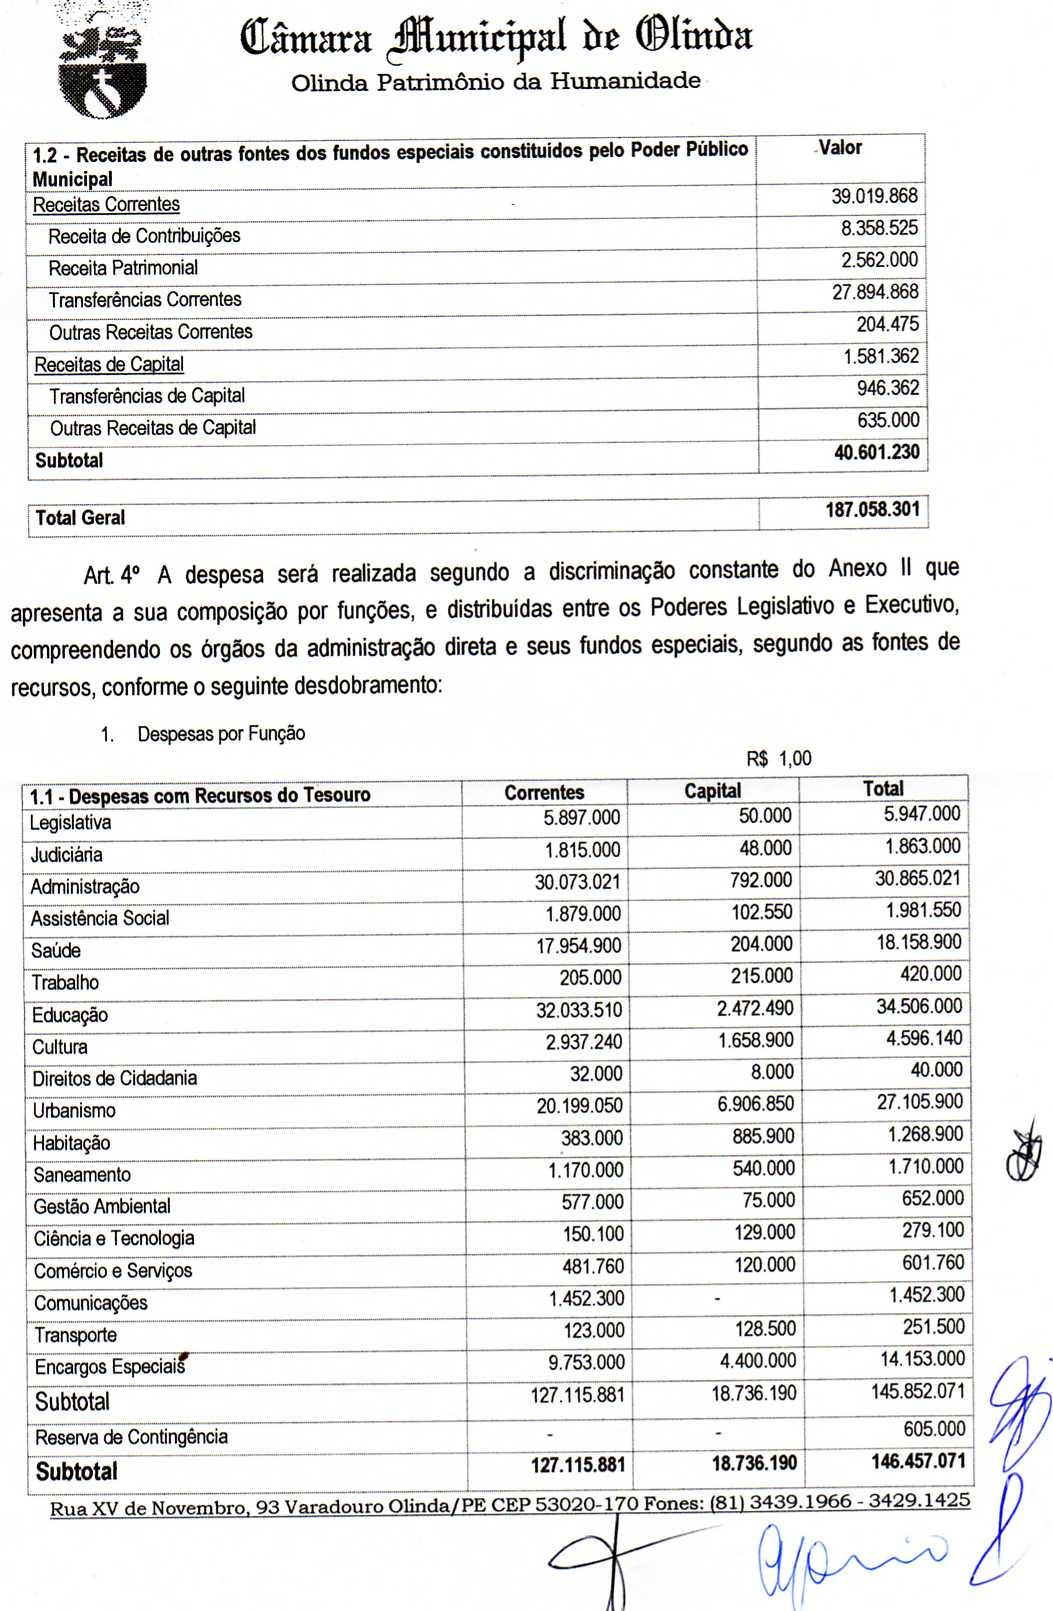 Câmara Municipal de Olinda
Olinda Patrimônio da Humanidade
1.2 - Receitas de outras fontes dos fundos especiais constituídos pelo Poder Público Valor
Municipal
Receitas Correntes 39.019.868
Receita de Contribuições 8.358.525
Receita Patrimonial 2.562.000
Transferências Correntes 27.894.868
Outras Receitas Correntes 204.475
Receitas de Capital 1.581.362
Transferências de Capital 946.362
Outras Receitas de Capital 635.000
Subtotal 40.601.230
Total Geral 187.058.301
Art. 4º A despesa será realizada segundo a discriminação constante do Anexo II que
apresenta a sua composição por funções, e distribuídas entre os Poderes Legislativo e Executivo,
compreendendo os órgãos da administração direta e seus fundos especiais, segundo as fontes de
recursos, conforme o seguinte desdobramento:
1. Despesas por Função
R$ 1,00
1.1 - Despesas com Recursos do Tesouro Correntes Capital Total
Legislativa 5.897.000 50.000 5.947.000
Judiciária 1.815.000 48.000 1.863.000
Administração 30.073.021 792.000 30.865.021
Assistência Social 1.879.000 102.550 1.981.550
Saúde 17.954.900 204.000 18.158.900
Trabalho 205.000 215.000 420.000
Educação 32.033.510 2.472.490 34.506.000
Cultura 2.937.240 1.658.900 4.596.140
Direitos de Cidadania 32.000 8.000 40.000
Urbanismo 20.199.050 6.906.850 27.105.900
Habitação 383.000 885.900 1.268.900
Saneamento 1.170.000 540.000 1.710.000
Gestão Ambiental 577.000 75.000 652.000
Ciência e Tecnologia 150.100 129.000 279.100
Comércio e Serviços 481.760 120.000 601.760
Comunicações 1.452.300 - 1.452.300
Transporte 123.000 128.500 251.500
Encargos Especiais 9.753.000 4.400.000 14.153.000
Subtotal 127.115.881 18.736.190 145.852.071
Reserva de Contingência - - 605.000
Subtotal 127.115.881 18.736.190 146.457.071
Rua XV de Novembro, 93 Varadouro Olinda/PE CEP 53020-170 Fones: (81) 3439.1966 - 3429.1425